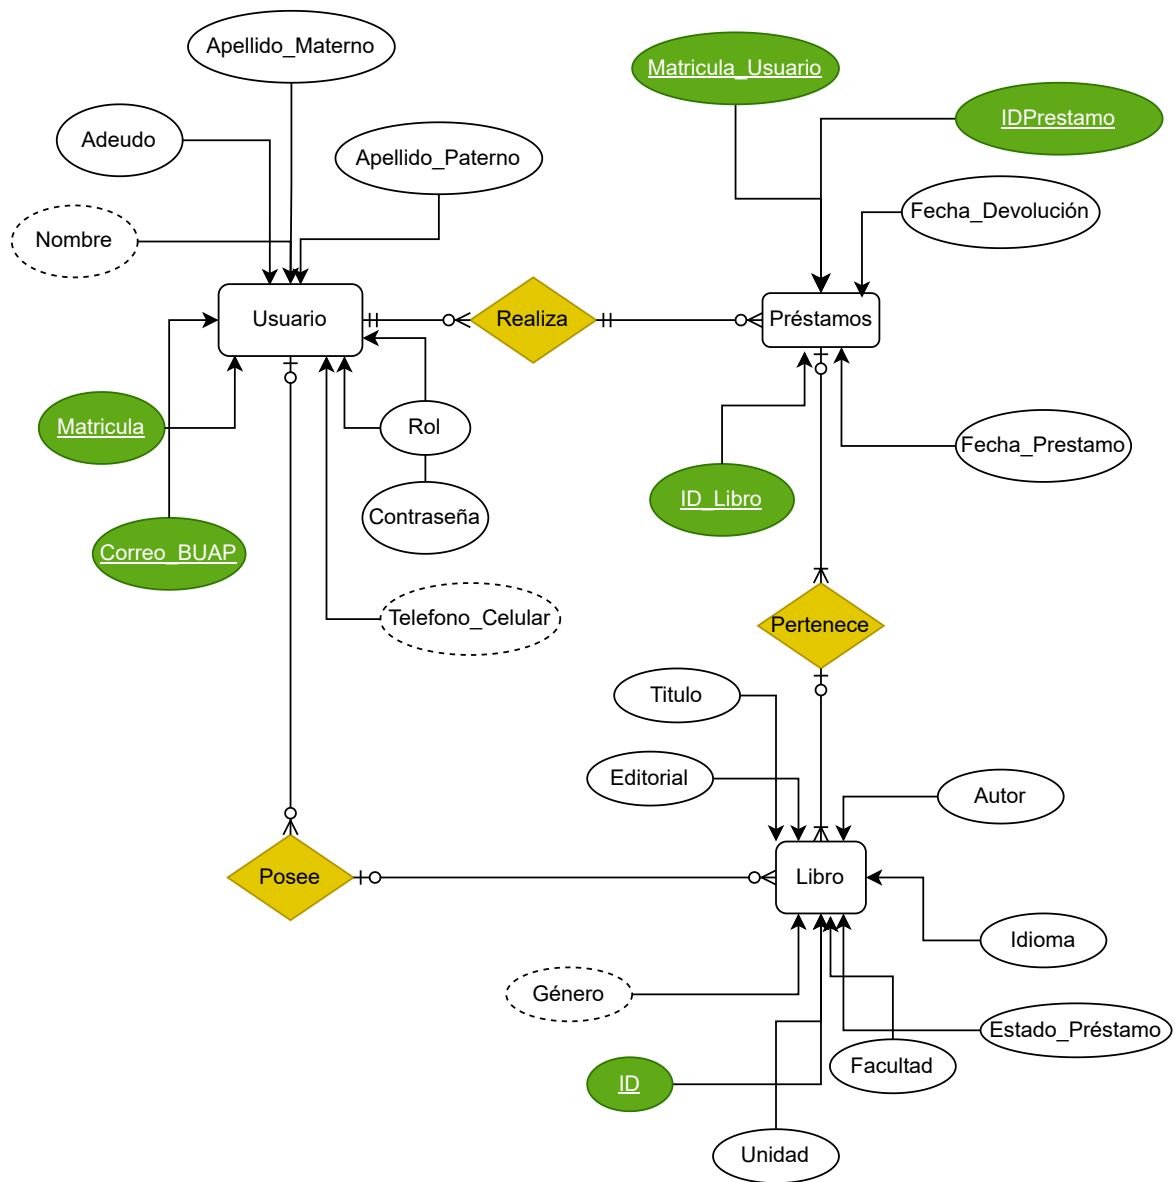 Apellido_Materno
Matricula_Usuario
IDPrestamo
Adeudo
Apellido_Paterno
Fecha_Devolución
Nombre
Usuario
Realiza
Préstamos
Matricula
Rol
Fecha_Prestamo
ID_Libro
Contraseña
Correo_BUAP
Telefono_Celular
Pertenece
Titulo
Editorial
Autor
Posee
Libro
Idioma
Género
Estado_Préstamo
Facultad
ID
Unidad